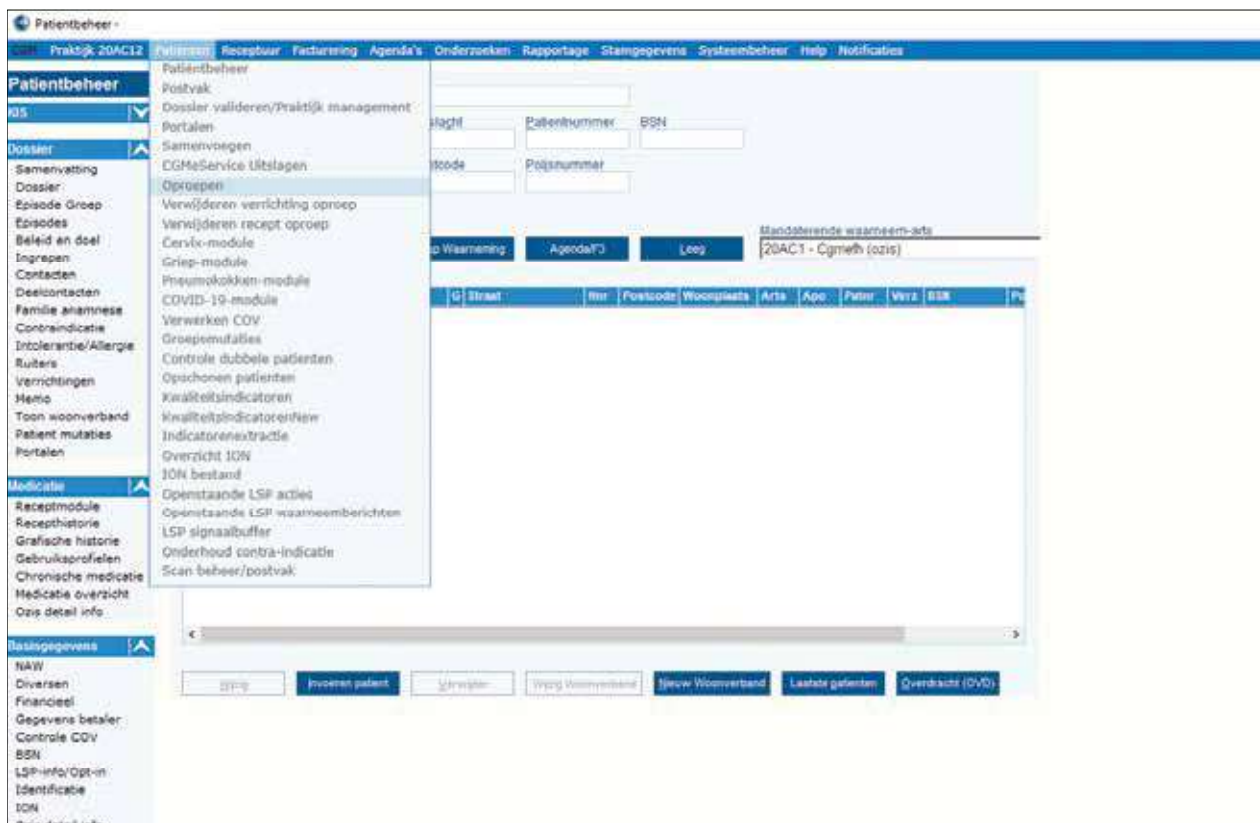 Patientbeheer -
CGM Praktijk 20AC12 Patienten Receptuur Facturering Agenda's Onderzoeken Rapportage Stamgegevens Systeembeheer Help Notificaties
Patientbeheer
KIS
Dossier
Samenvatting
Dossier
Episode Groep
Episodes
Beleid en doel
Ingrepen
Contacten
Deelcontacten
Familie anamnese
Contraindicatie
Intolerantie/Allergie
Ruiters
Verrichtingen
Memo
Toon woonverband
Patient mutaties
Portalen
Medicatie
Receptmodule
Recepthistorie
Grafische historie
Gebruiksprofielen
Chronische medicatie
Medicatie overzicht
Ozis detail info
Basisgegevens
NAW
Diversen
Financieel
Gegevens betaler
Controle COV
BSN
LSP-info/Opt-in
Identificatie
ION
Patientbeheer
Postvak
Dossier valideren/Praktijk management
Portalen
Samenvoegen
CGMeService Uitslagen
Oproepen
Verwijderen verrichting oproep
Verwijderen recept oproep
Cervix-module
Griep-module
Pneumokokken-module
COVID-19-module
Verwerken COV
Groepsmutaties
Controle dubbele patienten
Opschonen patienten
Kwaliteitsindicatoren
KwaliteitsindicatorenNew
Indicatorenextractie
Overzicht ION
ION bestand
Openstaande LSP acties
Openstaande LSP waarneemberichten
LSP signaalbuffer
Onderhoud contra-indicatie
Scan beheer/postvak
slacht Patientnummer BSN
tcode Polisnummer
Mandaterende waarneem-arts
p Waarneming Agenda/F3 Leeg 20AC1 - Cgmefh (ozis)
G Straat Hnr Postcode Woonplaats Arts Apo Patnr Verz BSN Po
Wijzig Invoeren patient Verwijder Wijzig Woonverband Nieuw Woonverband Laatste patienten Overdracht (OVD)